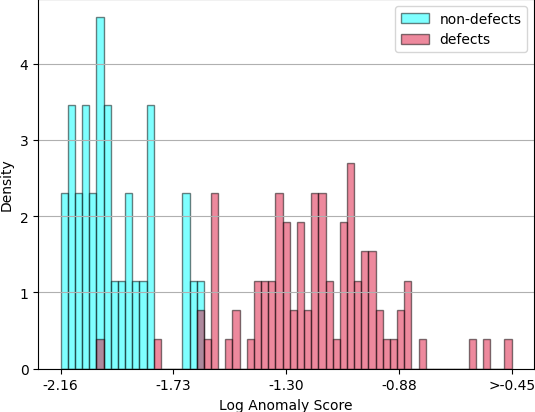 non-defects
defects
Density
4
3
2
1
0
-2.16 -1.73 -1.30 -0.88 >-0.45
Log Anomaly Score